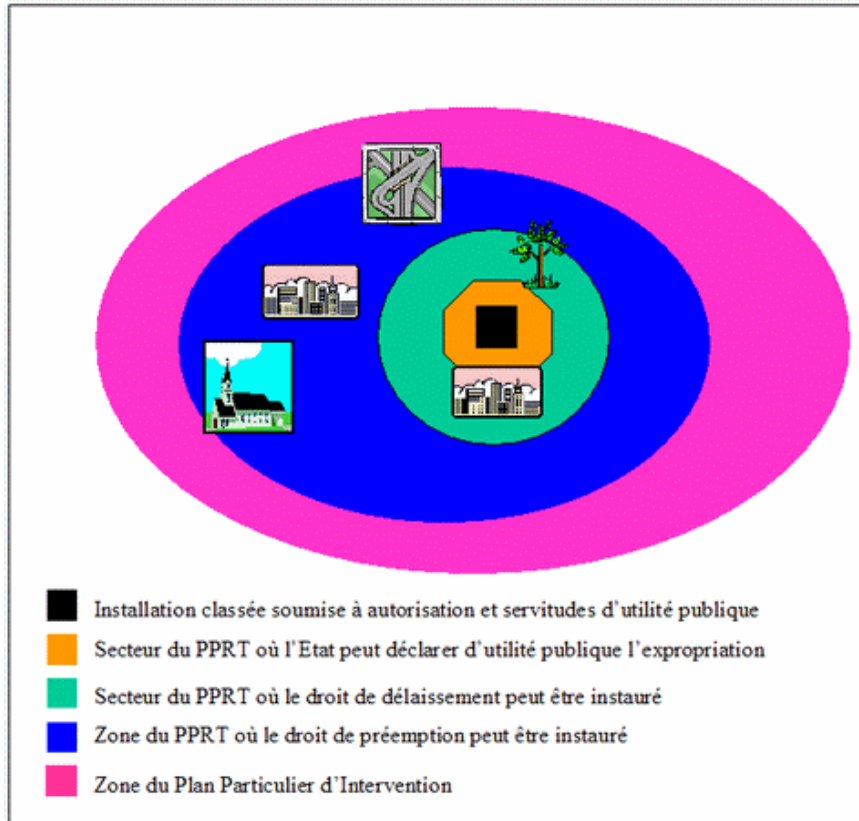 Installation classée soumise à autorisation et servitudes d'utilité publique
Secteur du PPRT où l'Etat peut déclarer d'utilité publique l'expropriation
Secteur du PPRT où le droit de délaissement peut être instauré
Zone du PPRT où le droit de préemption peut être instauré
Zone du Plan Particulier d'Intervention